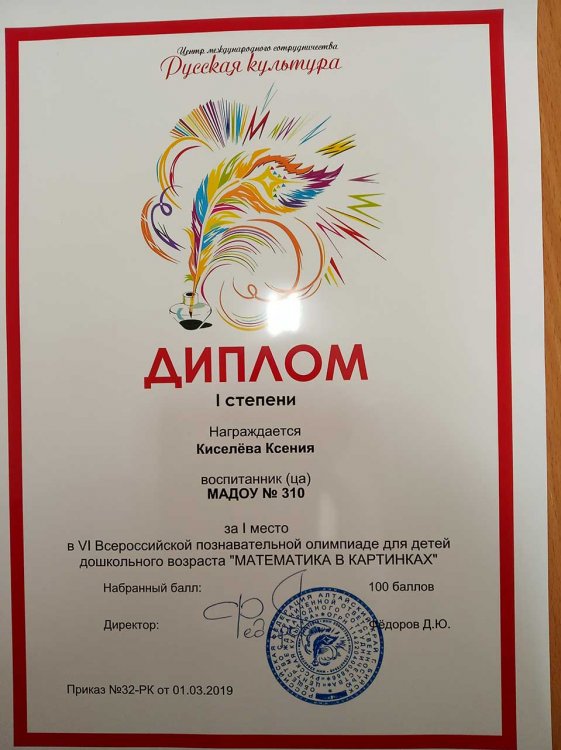 Центр международного сотрудничества
Русская культура
ДИПЛОМ
I степени
Награждается
Киселёва Ксения
воспитанник (ца)
МАДОУ № 310
за I место
в VI Всероссийской познавательной олимпиаде для детей
дошкольного возраста "МАТЕМАТИКА В КАРТИНКАХ"
Набранный балл: 100 баллов
Директор: Фёдоров Д.Ю.
Приказ №32-РК от 01.03.2019